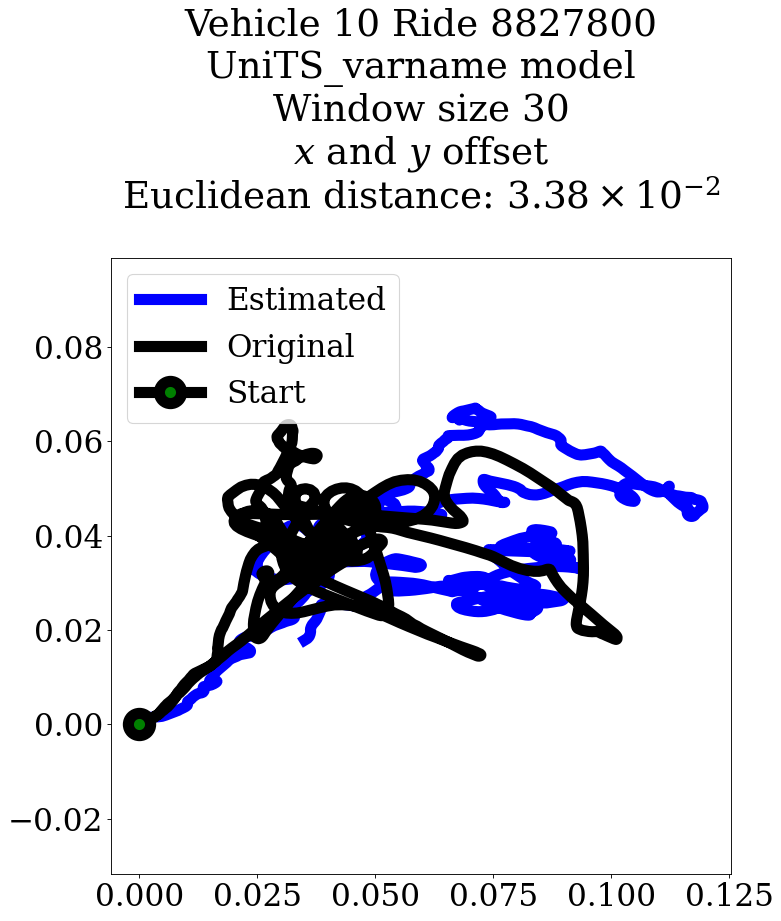 Vehicle 10 Ride 8827800
UniTS_varname model
Window size 30
x and y offset
Euclidean distance: 3.38 × 10⁻²
Estimated
Original
Start
0.08
0.06
0.04
0.02
0.00
−0.02
0.000 0.025 0.050 0.075 0.100 0.125